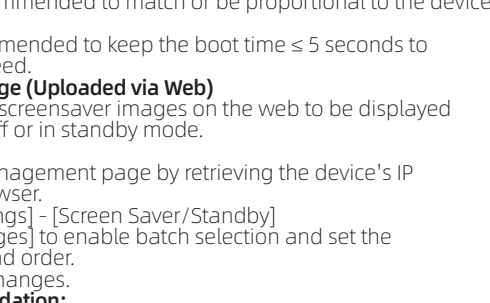 mmended to match or be proportional to the device
mended to keep the boot time ≤ 5 seconds to
eed.
ge (Uploaded via Web)
screensaver images on the web to be displayed
ff or in standby mode.
nagement page by retrieving the device's IP
wser.
ngs] - [Screen Saver/Standby]
ges] to enable batch selection and set the
nd order.
hanges.
dation: